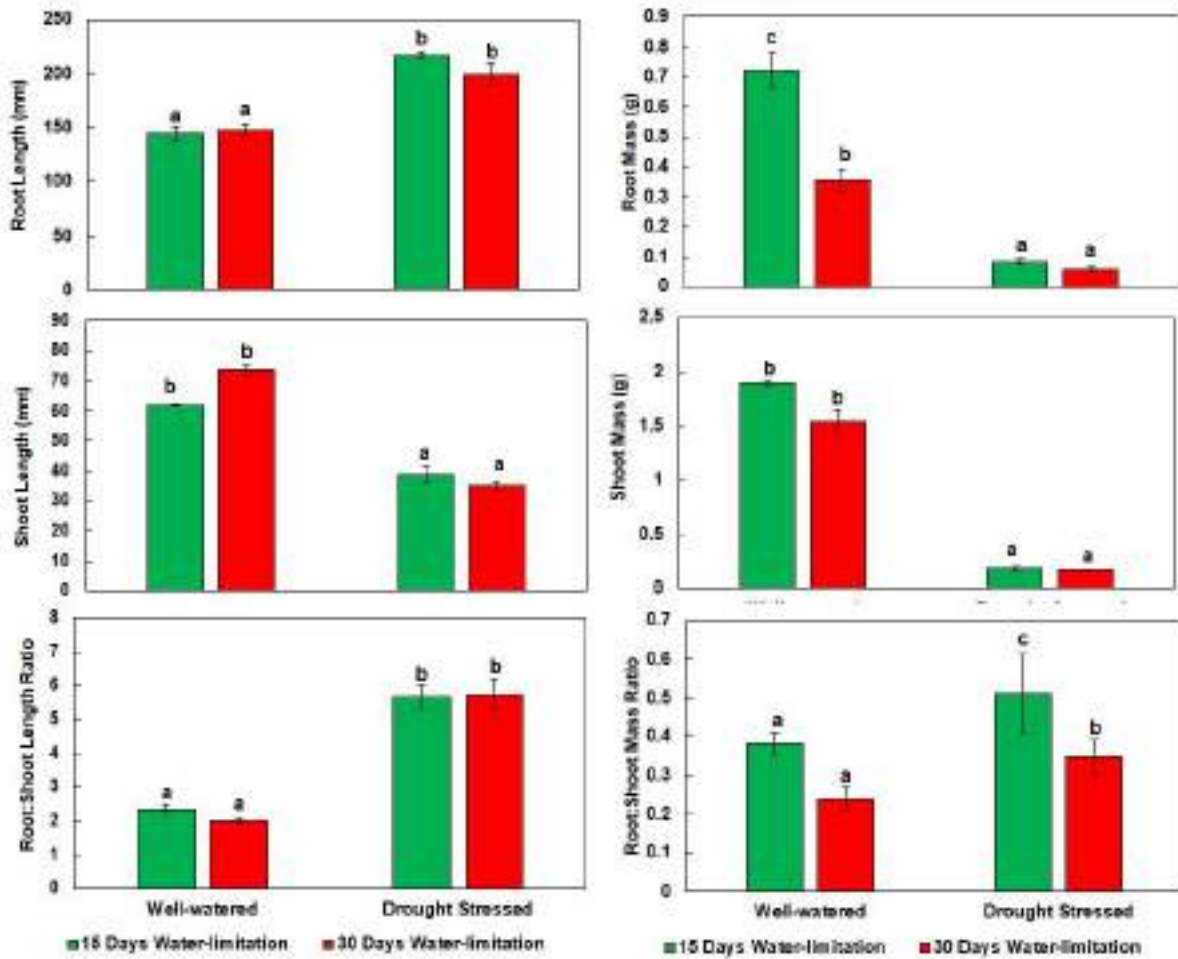 Root Length (mm)
250
200
150
100
50
0
a
a
b
b
Root Mass (g)
0.9
0.8
0.7
0.6
0.5
0.4
0.3
0.2
0.1
0
c
b
a
a
Shoot Length (mm)
90
80
70
60
50
40
30
20
10
0
b
b
a
a
Shoot Mass (g)
2.5
2
1.5
1
0.5
0
b
b
a
a
Root:Shoot Length Ratio
8
7
6
5
4
3
2
1
0
a
a
b
b
Well-watered Drought Stressed
15 Days Water-limitation 30 Days Water-limitation
Root:Shoot Mass Ratio
0.7
0.6
0.5
0.4
0.3
0.2
0.1
0
a
a
c
b
Well-watered Drought Stressed
15 Days Water-limitation 30 Days Water-limitation